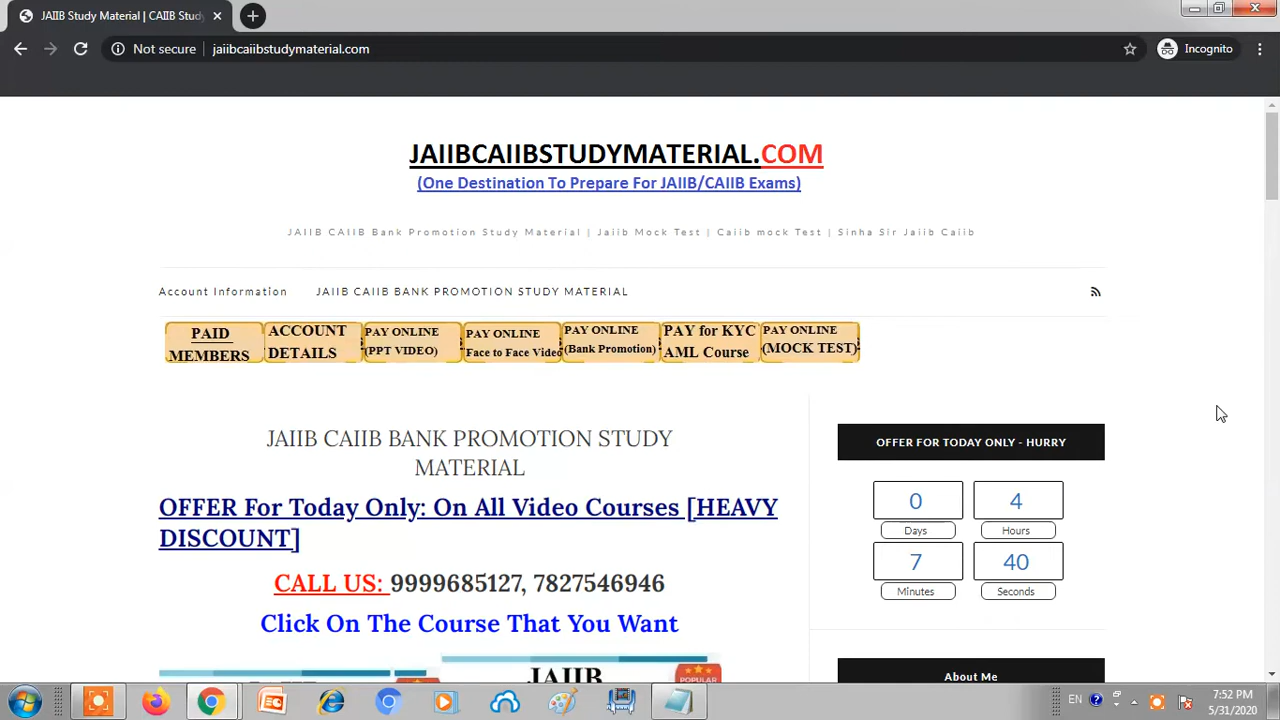 JAIIB Study Material | CAIIB Stud
Not secure
jaiibcaiibstudymaterial.com
Incognito
JAIIBCAIIBSTUDYMATERIAL.COM
(One Destination To Prepare For JAIIB/CAIIB Exams)
JAIIB CAIIB Bank Promotion Study Material | Jaiib Mock Test | Caiib mock Test | Sinha Sir Jaiib Caiib
Account Information
JAIIB CAIIB BANK PROMOTION STUDY MATERIAL
PAID
MEMBERS
ACCOUNT
DETAILS
PAY ONLINE
(PPT VIDEO)
PAY ONLINE
Face to Face Video
PAY ONLINE
(Bank Promotion)
PAY for KYC
AML Course
PAY ONLINE
(MOCK TEST)
JAIIB CAIIB BANK PROMOTION STUDY
MATERIAL
OFFER For Today Only: On All Video Courses [HEAVY
DISCOUNT]
CALL US: 9999685127, 7827546946
Click On The Course That You Want
JAIIB
POPULAR
OFFER FOR TODAY ONLY - HURRY
0
4
Days
Hours
7
40
Minutes
Seconds
About Me
EN
7:52 PM
5/31/2020